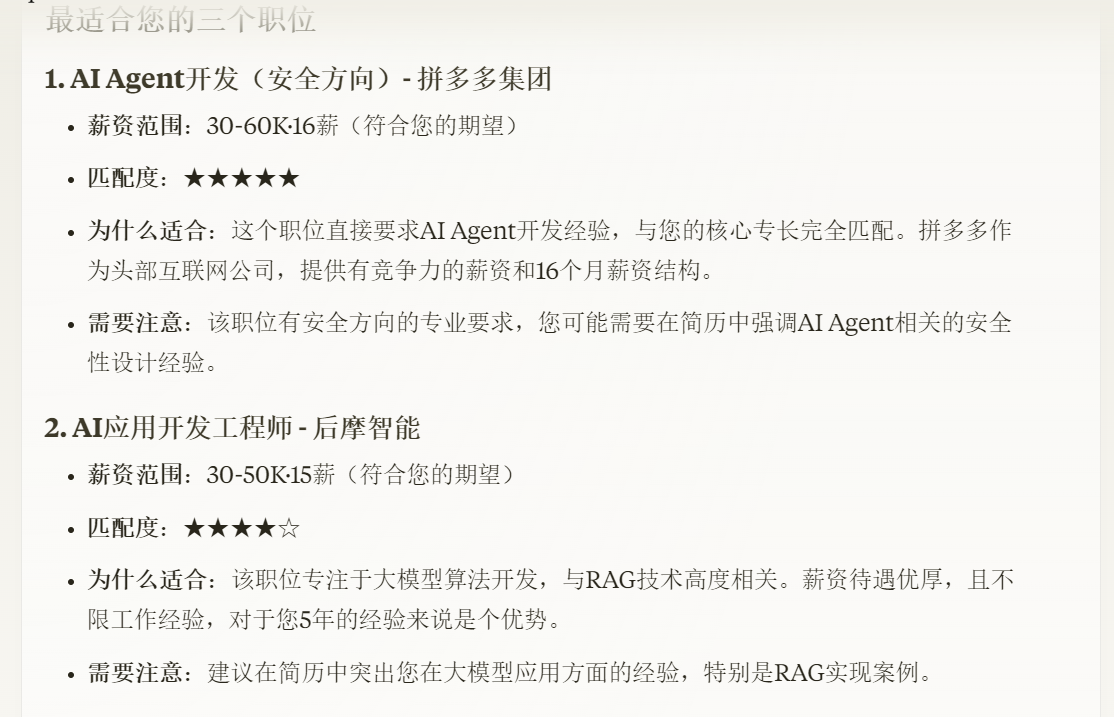 最适合您的三个职位
1. AI Agent开发（安全方向）- 拼多多集团
• 薪资范围：30-60K·16薪（符合您的期望）
• 匹配度：★★★★★
• 为什么适合：这个职位直接要求AI Agent开发经验，与您的核心专长完全匹配。拼多多作
为头部互联网公司，提供有竞争力的薪资和16个月薪资结构。
• 需要注意：该职位有安全方向的专业要求，您可能需要在简历中强调AI Agent相关的安全
性设计经验。
2. AI应用开发工程师 - 后摩智能
• 薪资范围：30-50K·15薪（符合您的期望）
• 匹配度：★★★★☆
• 为什么适合：该职位专注于大模型算法开发，与RAG技术高度相关。薪资待遇优厚，且不
限工作经验，对于您5年的经验来说是个优势。
• 需要注意：建议在简历中突出您在大模型应用方面的经验，特别是RAG实现案例。